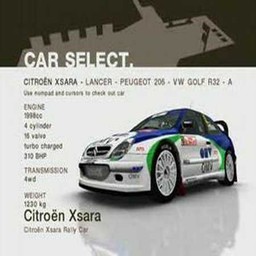 CAR SELECT.
CITROËN XSARA - LANCER - PEUGEOT 206 - VW GOLF R32 - A
Use numpad and cursors to check out car
ENGINE
1998cc
4 cylinder
16 valve
turbo charged
310 BHP
TRANSMISSION
4wd
WEIGHT
1230 kg
Citroën Xsara
Citroën Xsara Rally Car
OMV